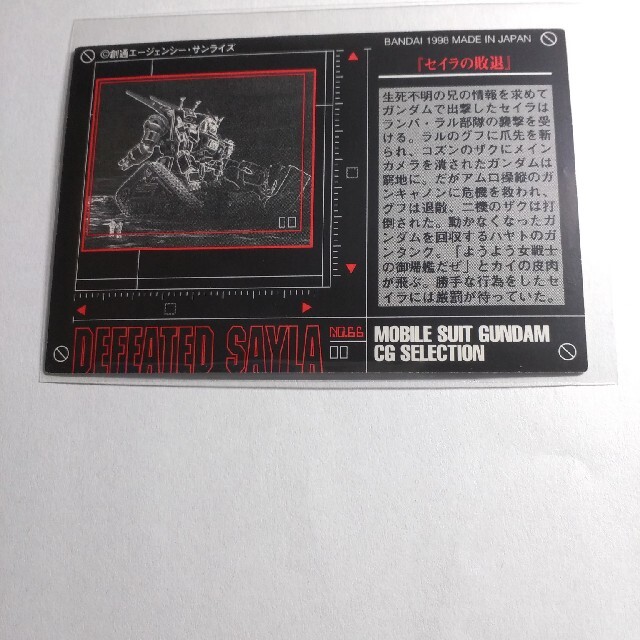 ©創通エージェンシー・サンライズ
BANDAI 1998 MADE IN JAPAN
『セイラの敗退』
生死不明の兄の情報を求めて
ガンダムで出撃したセイラは
ランバ・ラル部隊の襲撃を受
ける。ラルのグフに爪先を斬
られ、コズンのザクにメイン
カメラを潰されたガンダムは
窮地に。だがアムロ操縦のガ
ンキャノンに危機を救われ、
グフは退散、二機のザクは打
倒された。動かなくなったガ
ンダムを回収するハヤトのガ
ンタンク。「ようよう女戦士
の御帰艦だぜ」とカイの皮肉
が飛ぶ。勝手な行為をしたセ
イラには厳罰が待っていた。
DEFEATED SAYLA
NO.66
MOBILE SUIT GUNDAM
CG SELECTION